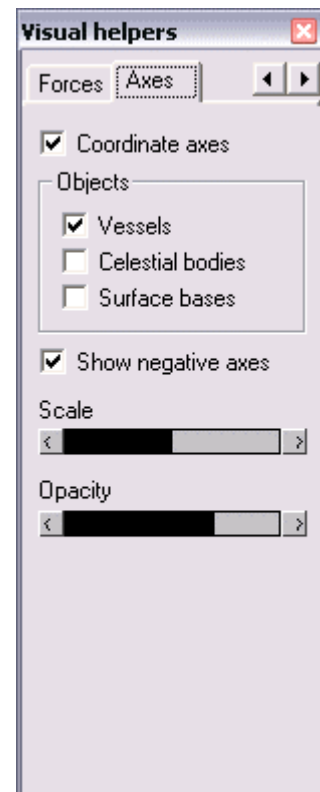 Visual helpers
Forces Axes
Coordinate axes
Objects
Vessels
Celestial bodies
Surface bases
Show negative axes
Scale
Opacity